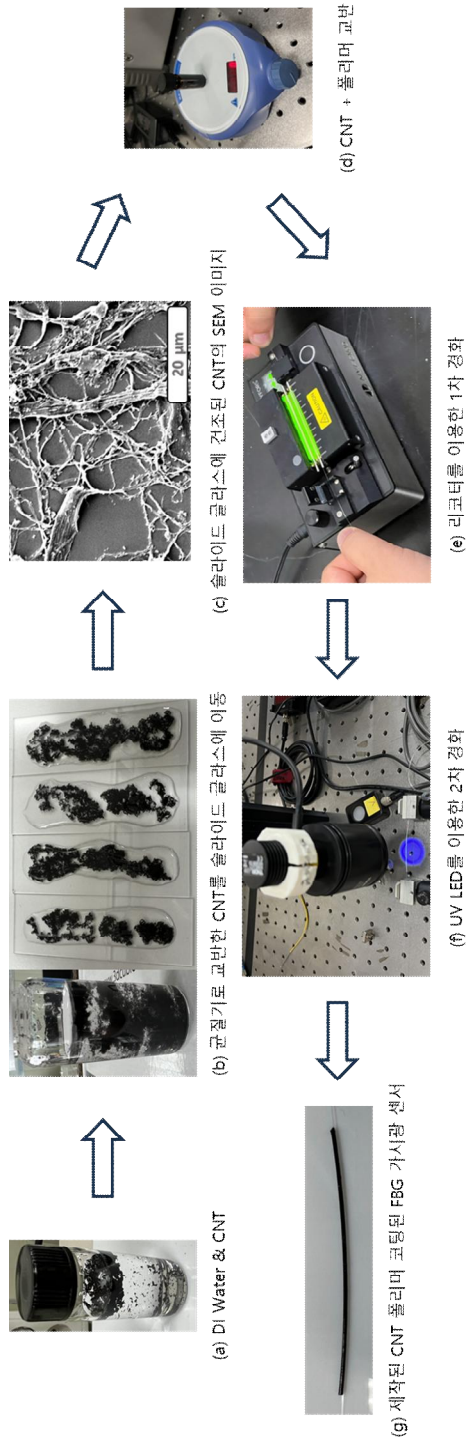 (a) DI Water & CNT
(b) 균질기로 교반한 CNT를 슬라이드 글라스에 이동
20 μm
(c) 슬라이드 글라스에 건조된 CNT의 SEM 이미지
(d) CNT + 폴리머 교반
(e) 리코터를 이용한 1차 경화
(f) UV LED를 이용한 2차 경화
(g) 제작된 CNT 폴리머 코팅된 FBG 가시광 센서